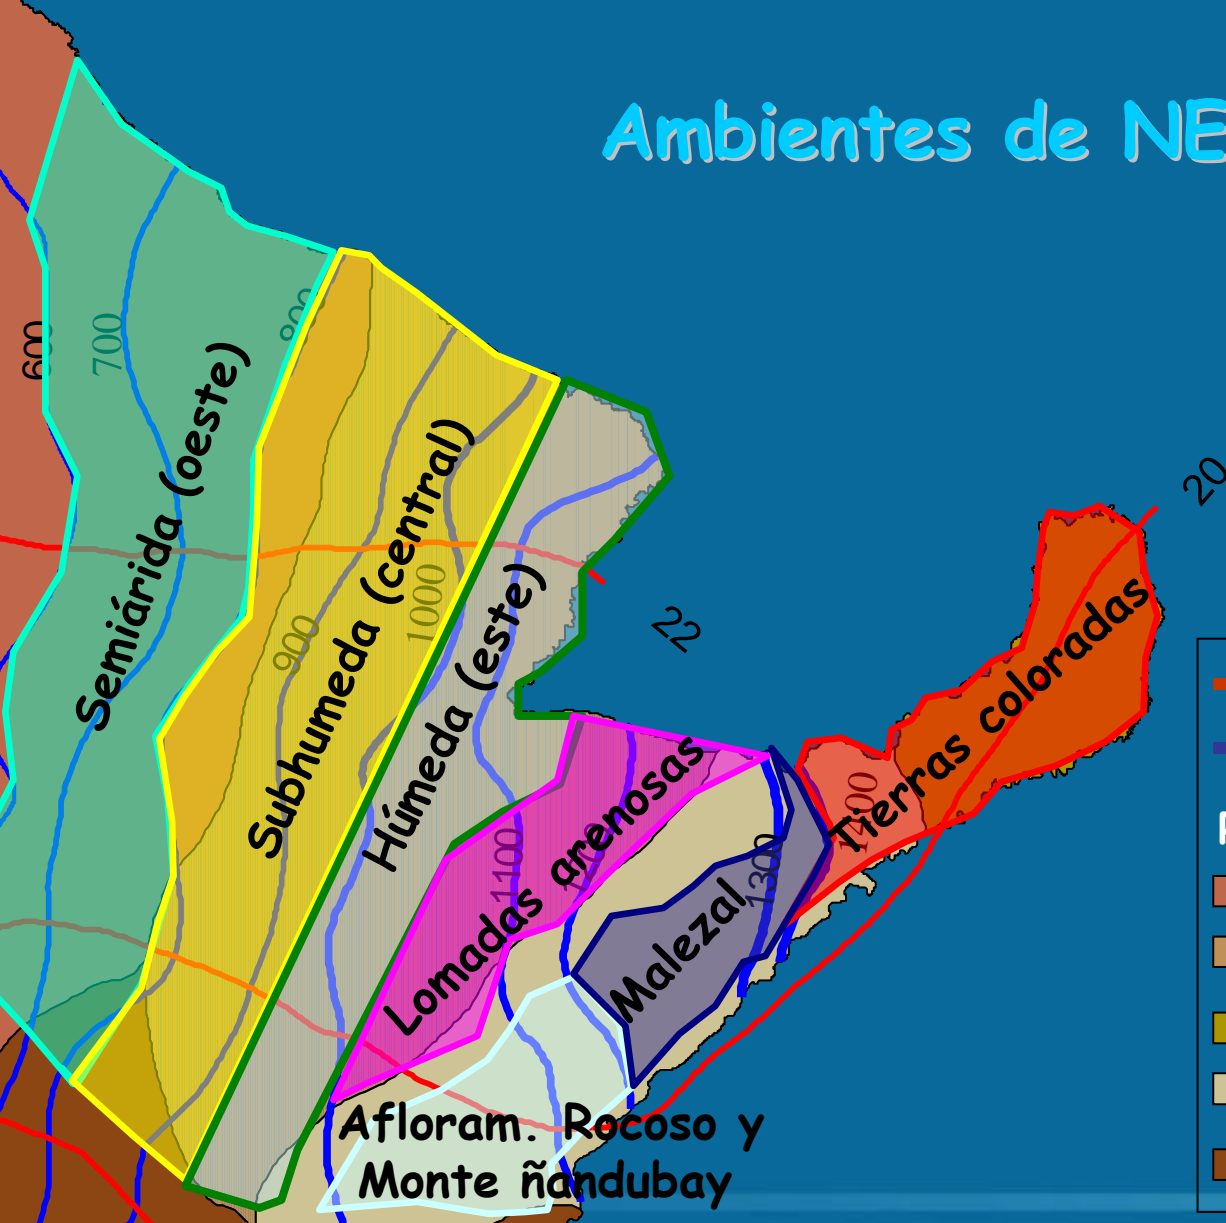 Ambientes de NE
600
700
800
Semiárida (oeste)
Subhumeda (central)
900
1000
Húmeda (este)
22
20
Lomadas arenosas
1100
1200
1300
1400
Malezal
Tierras coloradas
Afloram. Rocoso y
Monte ñandubay